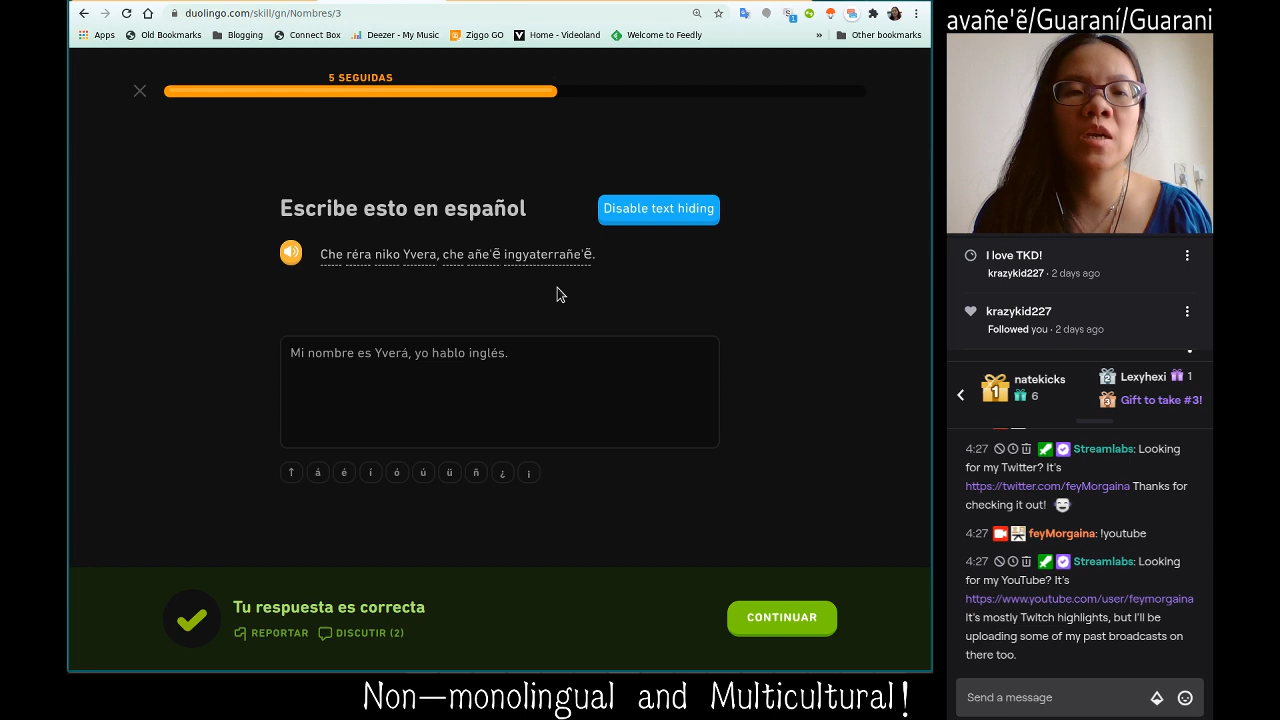 duolingo.com/skill/gn/Nombres/3
Apps
Old Bookmarks
Blogging
Connect Box
Deezer - My Music
Ziggo GO
Home - Videoland
Welcome to Feedly
»
Other bookmarks
5 SEGUIDAS
Escribe esto en español
Disable text hiding
Che réra niko Yvera, che añe'ẽ ingyaterrañe'ẽ.
Mi nombre es Yverá, yo hablo inglés.
↑ á é í ó ú ü ñ ¿ ¡
Tu respuesta es correcta
REPORTAR
DISCUTIR (2)
CONTINUAR
avañe'ẽ/Guaraní/Guarani
I love TKD!
krazykid227 · 2 days ago
krazykid227
Followed you · 2 days ago
1
natekicks
6
2
Lexyhexi 1
3
Gift to take #3!
4:27 Streamlabs: Looking
for my Twitter? It's
https://twitter.com/feyMorgaina Thanks for
checking it out!
4:27 feyMorgaina: !youtube
4:27 Streamlabs: Looking
for my YouTube? It's
https://www.youtube.com/user/feymorgaina
It's mostly Twitch highlights, but I'll be
uploading some of my past broadcasts on
there too.
Send a message
Non-monolingual and Multicultural!